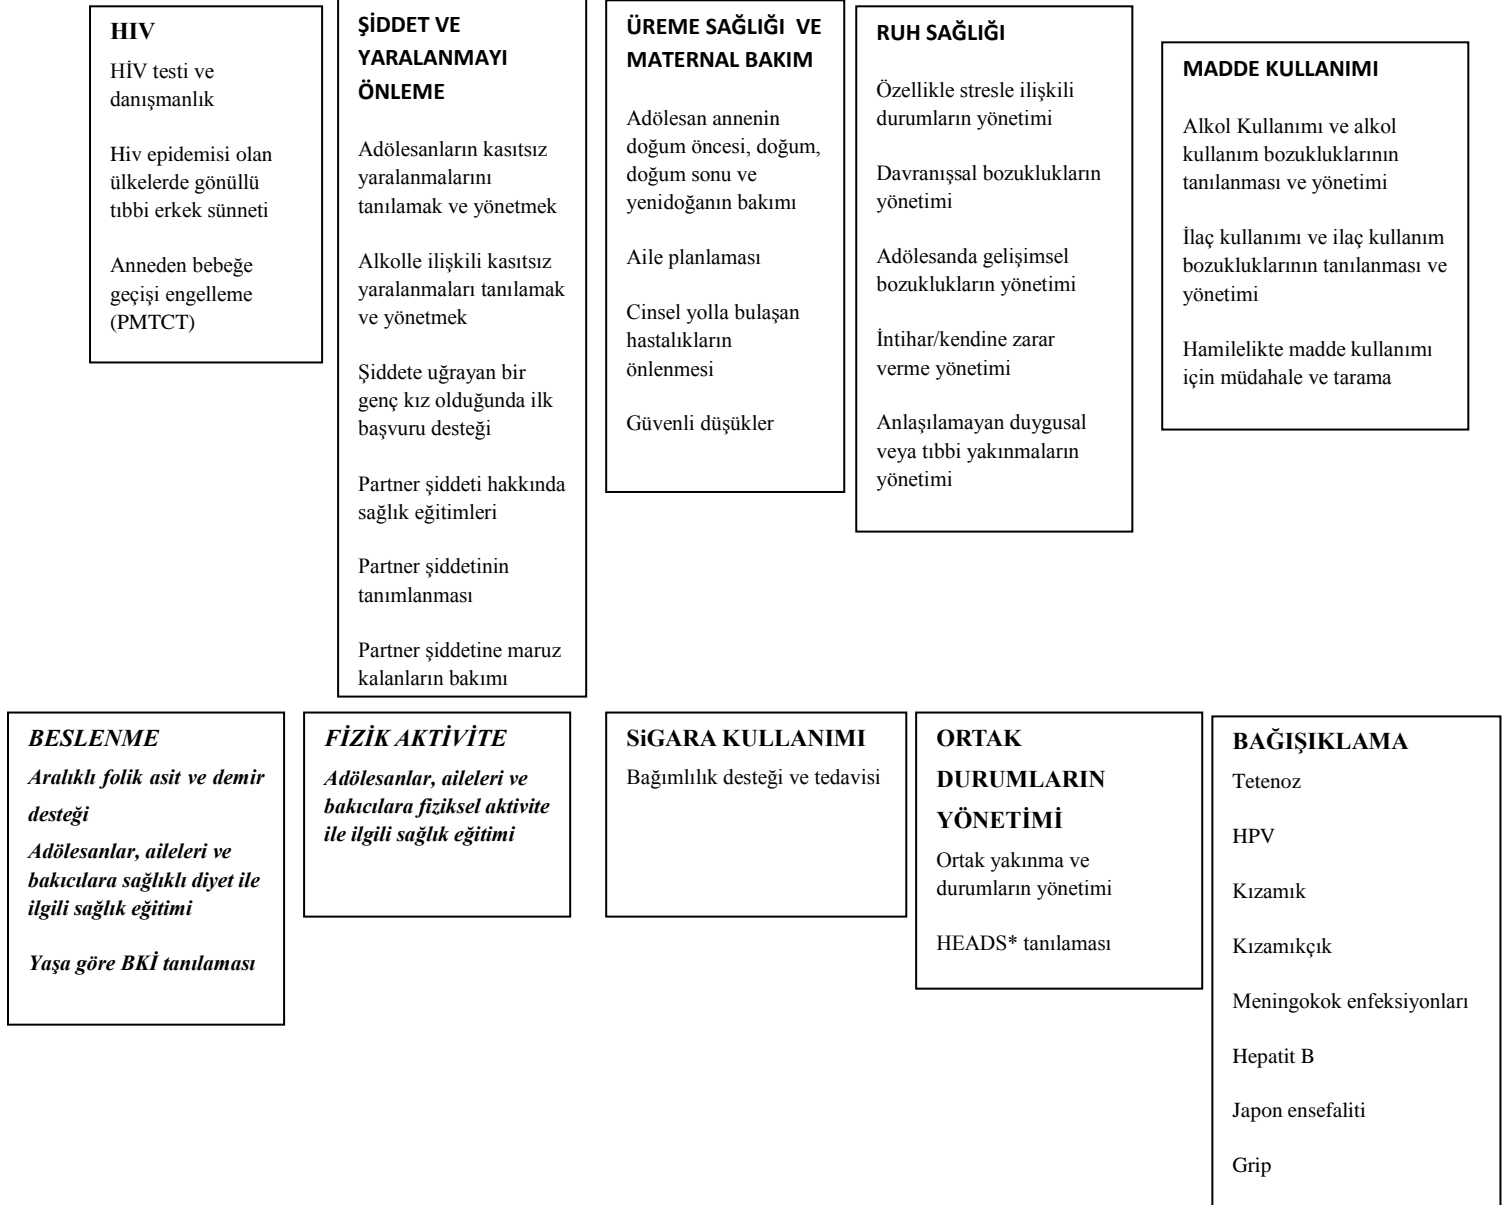 HIV
HİV testi ve
danışmanlık
Hiv epidemisi olan
ülkelerde gönüllü
tıbbi erkek sünneti
Anneden bebeğe
geçişi engelleme
(PMTCT)
ŞİDDET VE
YARALANMAYI
ÖNLEME
Adölesanların kasıtsız
yaralanmalarını
tanılamak ve yönetmek
Alkolle ilişkili kasıtsız
yaralanmaları tanılamak
ve yönetmek
Şiddete uğrayan bir
genç kız olduğunda ilk
başvuru desteği
Partner şiddeti hakkında
sağlık eğitimleri
Partner şiddetinin
tanımlanması
Partner şiddetine maruz
kalanların bakımı
ÜREME SAĞLIĞI VE
MATERNAL BAKIM
Adölesan annenin
doğum öncesi, doğum,
doğum sonu ve
yenidoğanın bakımı
Aile planlaması
Cinsel yolla bulaşan
hastalıkların
önlenmesi
Güvenli düşükler
RUH SAĞLIĞI
Özellikle stresle ilişkili
durumların yönetimi
Davranışsal bozuklukların
yönetimi
Adölesanda gelişimsel
bozuklukların yönetimi
İntihar/kendine zarar
verme yönetimi
Anlaşılamayan duygusal
veya tıbbi yakınmaların
yönetimi
MADDE KULLANIMI
Alkol Kullanımı ve alkol
kullanım bozukluklarının
tanılanması ve yönetimi
İlaç kullanımı ve ilaç kullanım
bozukluklarının tanılanması ve
yönetimi
Hamilelikte madde kullanımı
için müdahale ve tarama
BESLENME
Aralıklı folik asit ve demir
desteği
Adölesanlar, aileleri ve
bakıcılara sağlıklı diyet ile
ilgili sağlık eğitimi
Yaşa göre BKİ tanılaması
FİZİK AKTİVİTE
Adölesanlar, aileleri ve
bakıcılara fiziksel aktivite
ile ilgili sağlık eğitimi
SiGARA KULLANIMI
Bağımlılık desteği ve tedavisi
ORTAK
DURUMLARIN
YÖNETİMİ
Ortak yakınma ve
durumların yönetimi
HEADS* tanılaması
BAĞIŞIKLAMA
Tetenoz
HPV
Kızamık
Kızamıkçık
Meningokok enfeksiyonları
Hepatit B
Japon ensefaliti
Grip